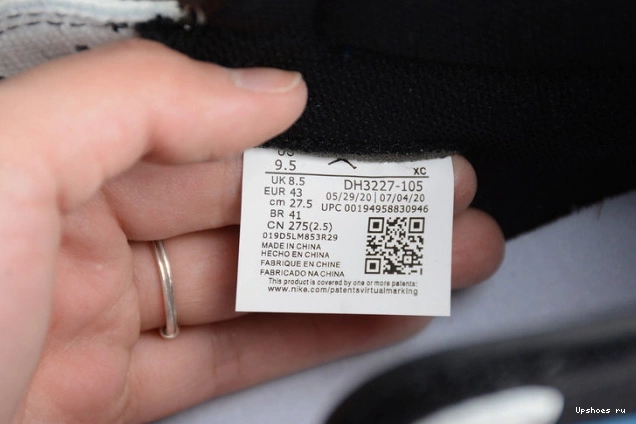 US
9.5
XC
UK 8.5
EUR 43
cm 27.5
BR 41
CN 275(2.5)
DH3227-105
05/29/20 | 07/04/20
UPC 00194958830946
019D5LM853R29
MADE IN CHINA
HECHO EN CHINA
FABRIQUE EN CHINE
FABRICADO NA CHINA
This product is covered by one or more patents:
www.nike.com/patentsvirtualmarking
Upshoes ru